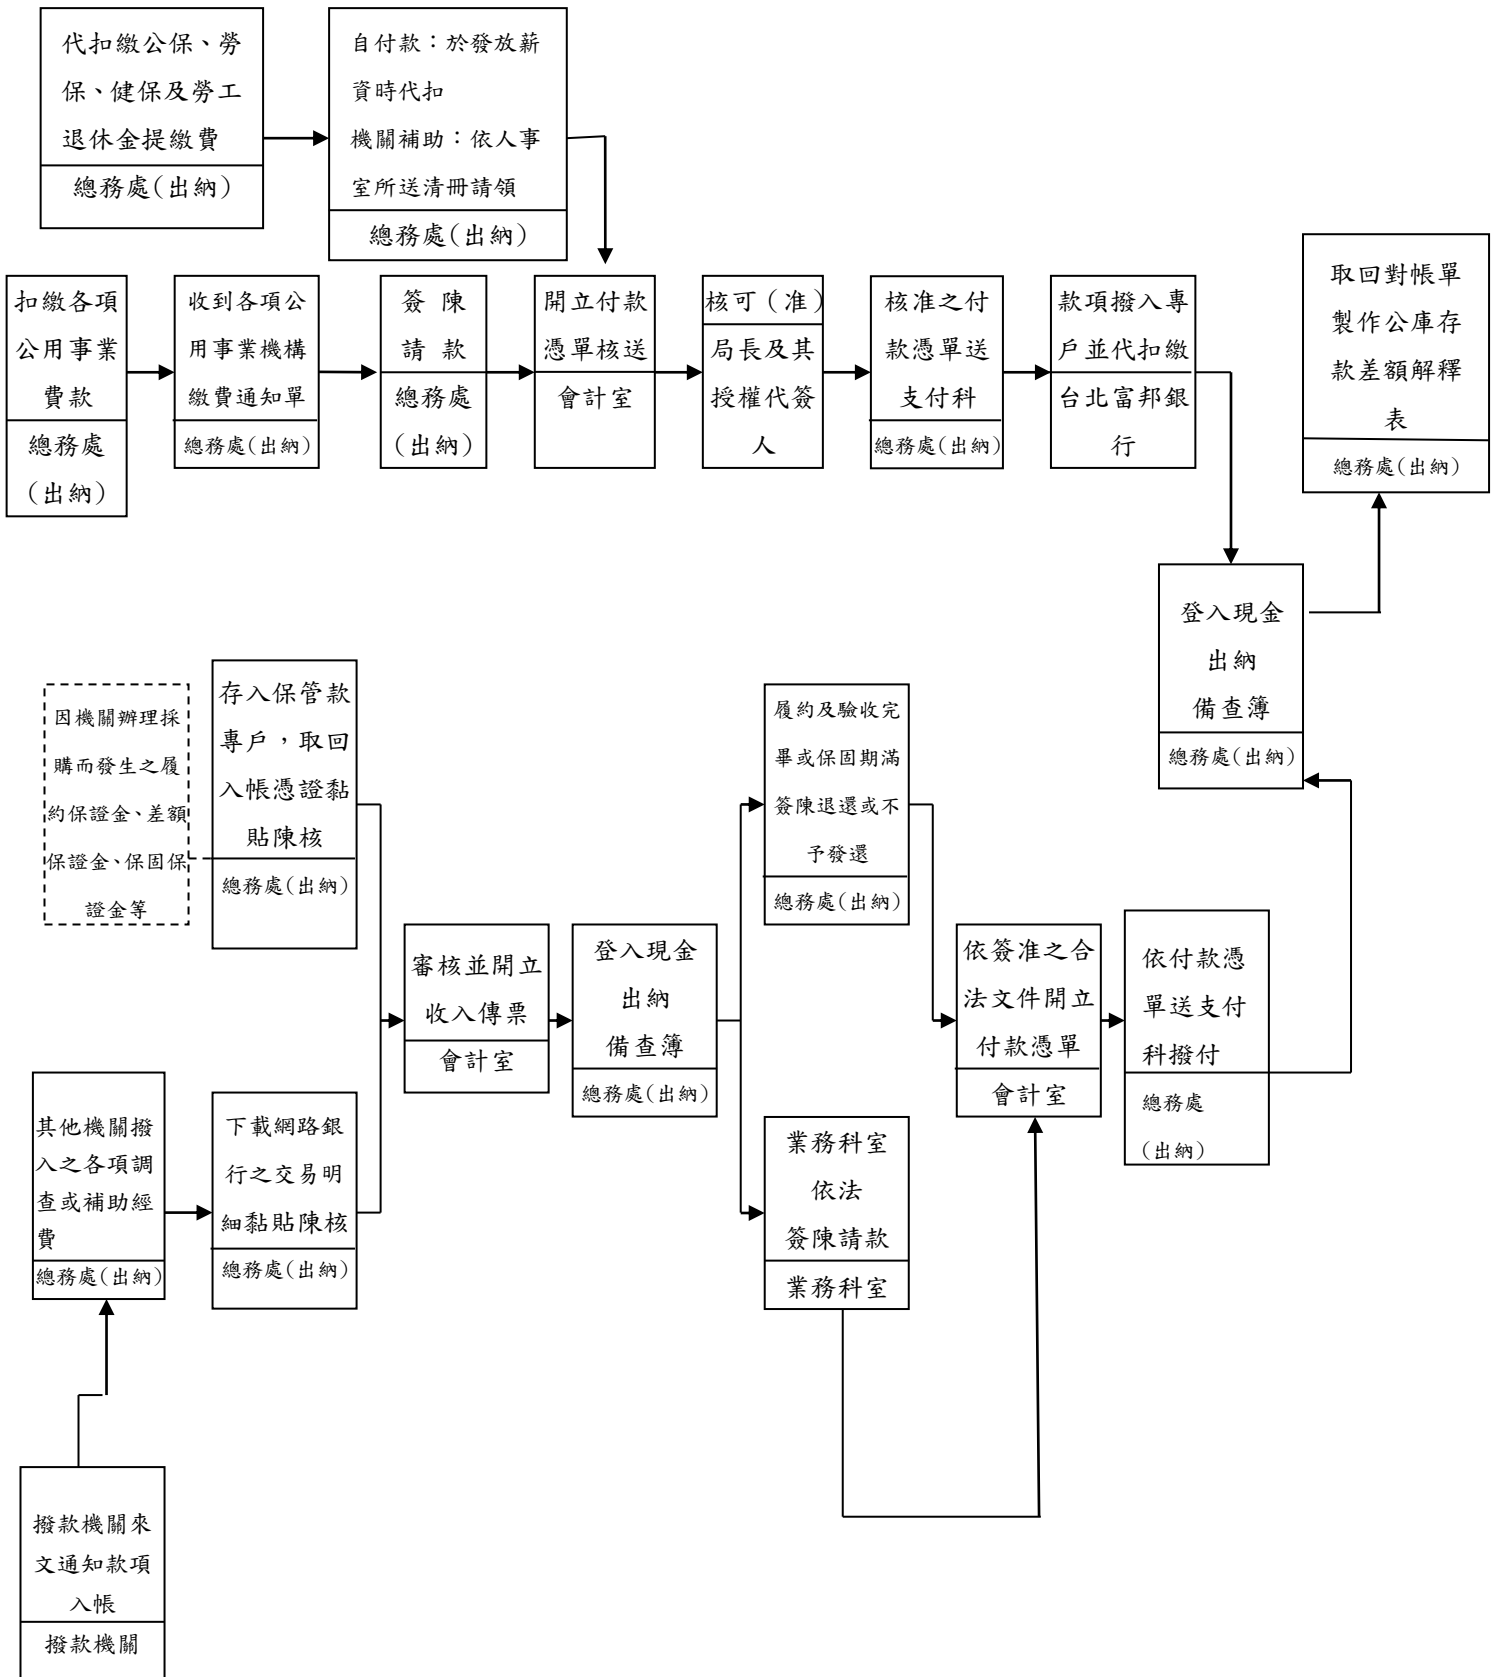 代扣繳公保、勞
保、健保及勞工
退休金提繳費
總務處(出納)
自付款：於發放薪
資時代扣
機關補助：依人事
室所送清冊請領
總務處(出納)
扣繳各項
公用事業
費款
總務處
(出納)
收到各項公
用事業機構
繳費通知單
總務處(出納)
簽 陳
請 款
總務處
(出納)
開立付款
憑單核送
會計室
核可（准）
局長及其
授權代簽
人
核准之付
款憑單送
支付科
總務處(出納)
款項撥入專
戶並代扣繳
台北富邦銀
行
取回對帳單
製作公庫存
款差額解釋
表
總務處(出納)
登入現金
出納
備查簿
總務處(出納)
因機關辦理採
購而發生之履
約保證金、差額
保證金、保固保
證金等
存入保管款
專戶，取回
入帳憑證黏
貼陳核
總務處(出納)
審核並開立
收入傳票
會計室
登入現金
出納
備查簿
總務處(出納)
履約及驗收完
畢或保固期滿
簽陳退還或不
予發還
總務處(出納)
依簽准之合
法文件開立
付款憑單
會計室
依付款憑
單送支付
科撥付
總務處
(出納)
其他機關撥
入之各項調
查或補助經
費
總務處(出納)
下載網路銀
行之交易明
細黏貼陳核
總務處(出納)
業務科室
依法
簽陳請款
業務科室
撥款機關來
文通知款項
入帳
撥款機關